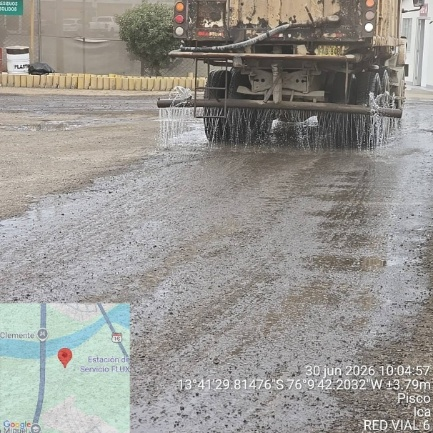 Clemente
Estación de
Google
Miguel
30 jun 2026 10:04:57
13°41'29.81476"S 76°9'42.2032"W ±3.79m
Pisco
Ica
RED VIAL 6